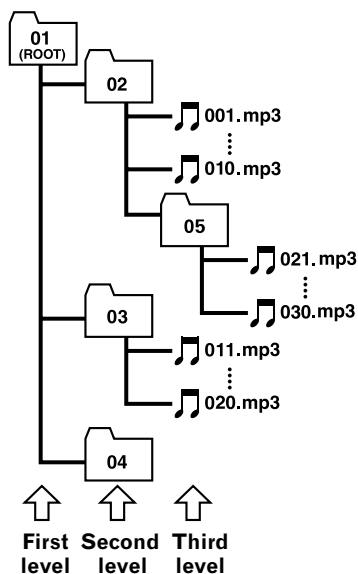 01
(ROOT)
02
001.mp3
010.mp3
05
021.mp3
030.mp3
03
011.mp3
020.mp3
04
First level
Second level
Third level